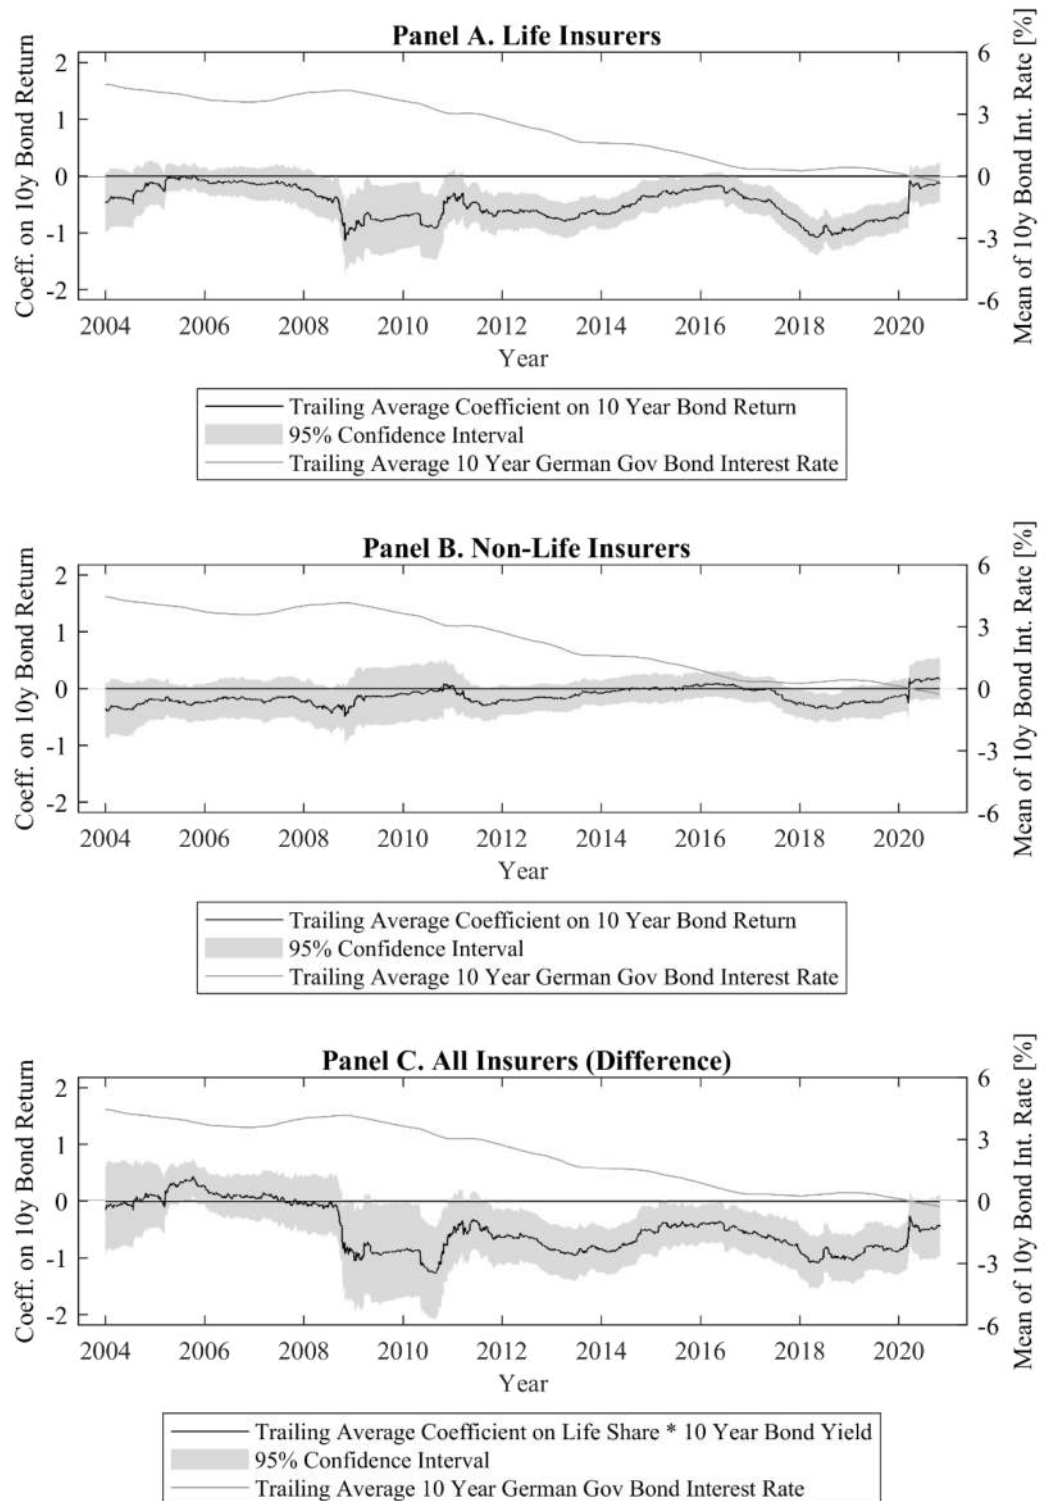 Panel A. Life Insurers
Coeff. on 10y Bond Return
2
1
0
-1
-2
Mean of 10y Bond Int. Rate [%]
6
3
0
-3
-6
2004 2006 2008 2010 2012 2014 2016 2018 2020
Year
Trailing Average Coefficient on 10 Year Bond Return
95% Confidence Interval
Trailing Average 10 Year German Gov Bond Interest Rate
Panel B. Non-Life Insurers
Coeff. on 10y Bond Return
2
1
0
-1
-2
Mean of 10y Bond Int. Rate [%]
6
3
0
-3
-6
2004 2006 2008 2010 2012 2014 2016 2018 2020
Year
Trailing Average Coefficient on 10 Year Bond Return
95% Confidence Interval
Trailing Average 10 Year German Gov Bond Interest Rate
Panel C. All Insurers (Difference)
Coeff. on 10y Bond Return
2
1
0
-1
-2
Mean of 10y Bond Int. Rate [%]
6
3
0
-3
-6
2004 2006 2008 2010 2012 2014 2016 2018 2020
Year
Trailing Average Coefficient on Life Share * 10 Year Bond Yield
95% Confidence Interval
Trailing Average 10 Year German Gov Bond Interest Rate